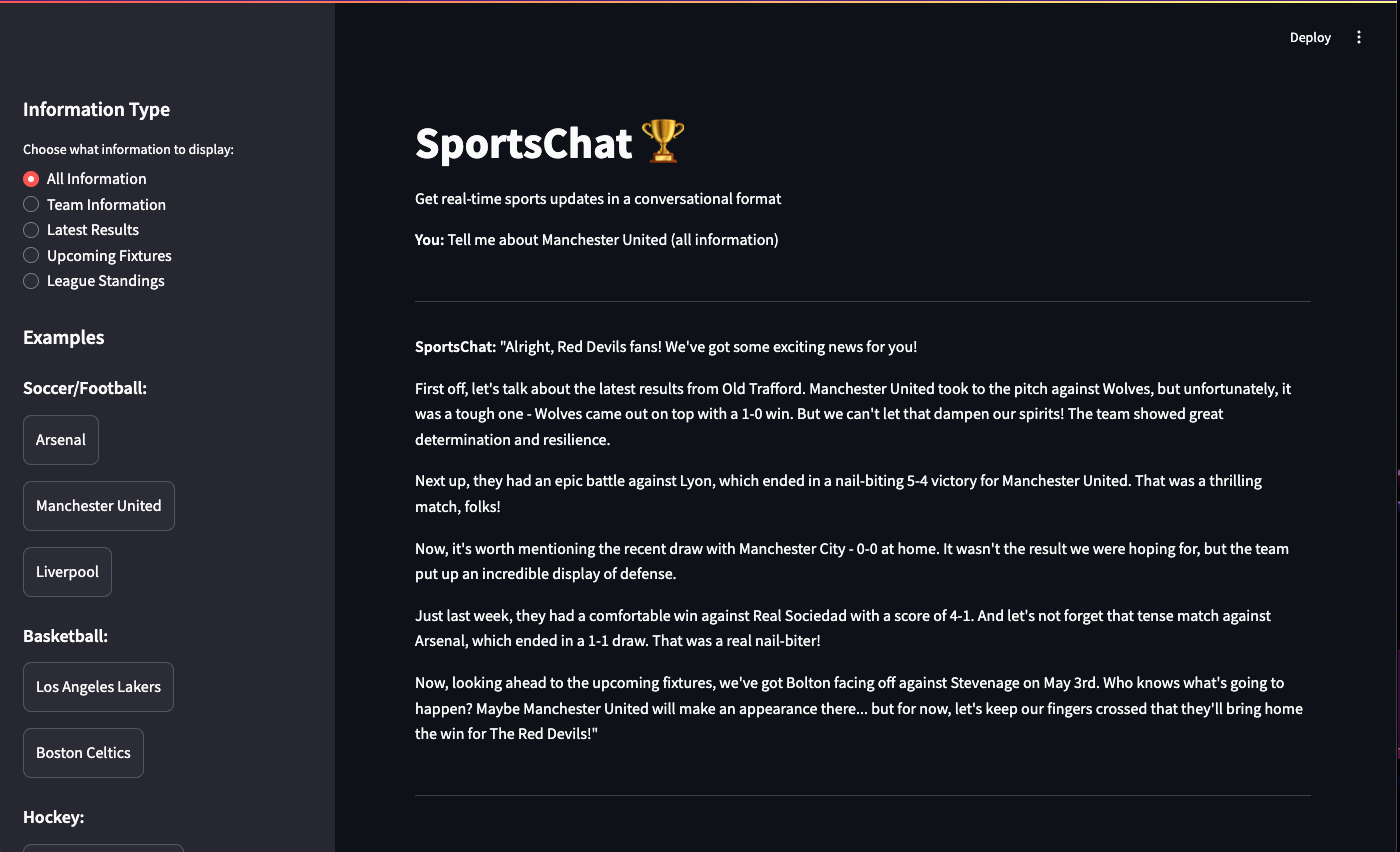 Deploy
Information Type
Choose what information to display:
All Information
Team Information
Latest Results
Upcoming Fixtures
League Standings
Examples
Soccer/Football:
Arsenal
Manchester United
Liverpool
Basketball:
Los Angeles Lakers
Boston Celtics
Hockey:
SportsChat 🏆
Get real-time sports updates in a conversational format
You: Tell me about Manchester United (all information)
SportsChat: "Alright, Red Devils fans! We've got some exciting news for you!
First off, let's talk about the latest results from Old Trafford. Manchester United took to the pitch against Wolves, but unfortunately, it
was a tough one - Wolves came out on top with a 1-0 win. But we can't let that dampen our spirits! The team showed great
determination and resilience.
Next up, they had an epic battle against Lyon, which ended in a nail-biting 5-4 victory for Manchester United. That was a thrilling
match, folks!
Now, it's worth mentioning the recent draw with Manchester City - 0-0 at home. It wasn't the result we were hoping for, but the team
put up an incredible display of defense.
Just last week, they had a comfortable win against Real Sociedad with a score of 4-1. And let's not forget that tense match against
Arsenal, which ended in a 1-1 draw. That was a real nail-biter!
Now, looking ahead to the upcoming fixtures, we've got Bolton facing off against Stevenage on May 3rd. Who knows what's going to
happen? Maybe Manchester United will make an appearance there... but for now, let's keep our fingers crossed that they'll bring home
the win for The Red Devils!"